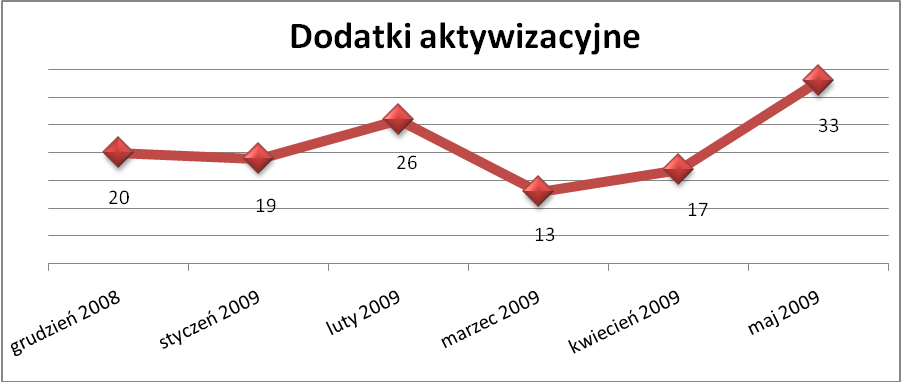 Dodatki aktywizacyjne
20
19
26
13
17
33
grudzień 2008
styczeń 2009
luty 2009
marzec 2009
kwiecień 2009
maj 2009